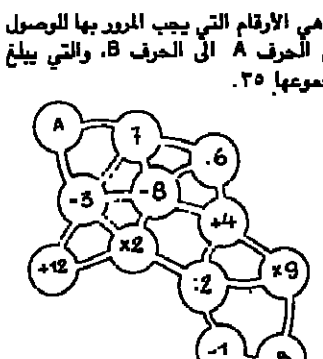 هي الأرقام التي يجب المرور بها للوصول
الحرف A الى الحرف B، والتي يبلغ
موعها ٣٥.
A
7
.6
-3
-8
+4
+12
x2
:2
x9
-1